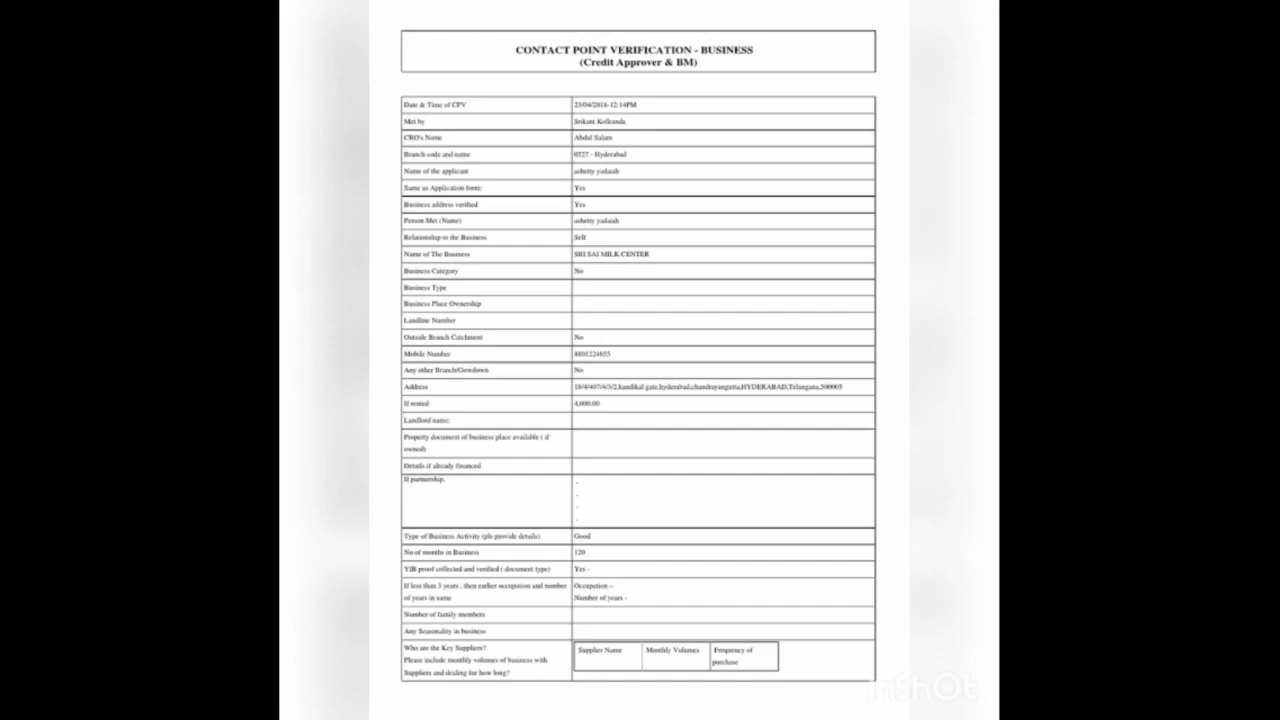 CONTACT POINT VERIFICATION - BUSINESS
(Credit Approver & BM)
Date & Time of CPV 23/04/2018-12:14PM
Met by Srikant Kolkunda
CRO's Name Abdul Salam
Branch code and name 0227 - Hyderabad
Name of the applicant ashetty yadaiah
Same as Application form: Yes
Business address verified Yes
Person Met (Name) ashetty yadaiah
Relationship to the Business Self
Name of The Business SRI SAI MILK CENTER
Business Category No
Business Type
Business Place Ownership
Landline Number
Outside Branch Catchment No
Mobile Number 8801224655
Any other Branch/Gowdown No
Address 18/4/407/4/3/2,kandikal gate,hyderabad,chandrayangutta,HYDERABAD,Telangana,500005
If rented 4,000.00
Landlord name:
Property document of business place available ( if
owned)
Details if already financed
If partnership, -
-
-
-
Type of Business Activity (pls provide details) Good
No of months in Business 120
YIB proof collected and verified ( document type) Yes -
If less than 3 years , then earlier occupation and number Occupation –
of years in same Number of years -
Number of family members
Any Seasonality in business
Who are the Key Suppliers? Supplier Name Monthly Volumes Frequency of
Please include monthly volumes of business with purchase
Suppliers and dealing for how long?
InShOt